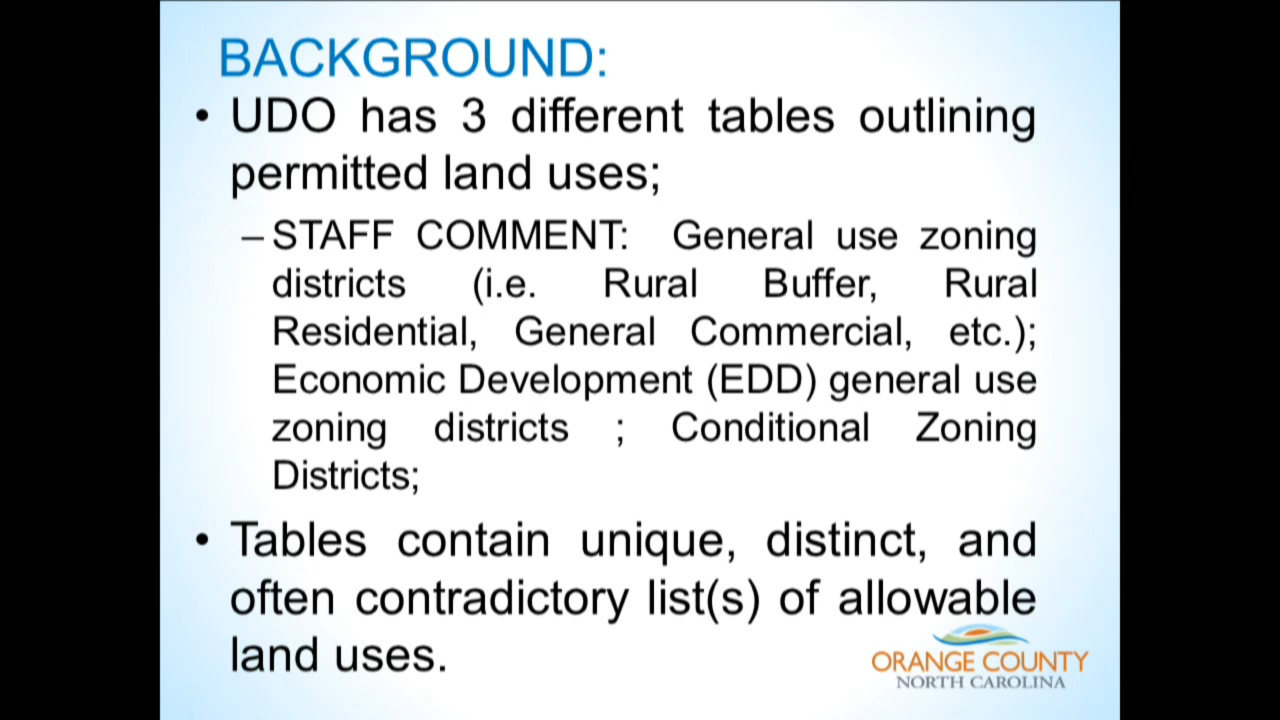 BACKGROUND:
• UDO has 3 different tables outlining
permitted land uses;
– STAFF COMMENT: General use zoning
districts (i.e. Rural Buffer, Rural
Residential, General Commercial, etc.);
Economic Development (EDD) general use
zoning districts ; Conditional Zoning
Districts;
• Tables contain unique, distinct, and
often contradictory list(s) of allowable
land uses.
ORANGE COUNTY
NORTH CAROLINA